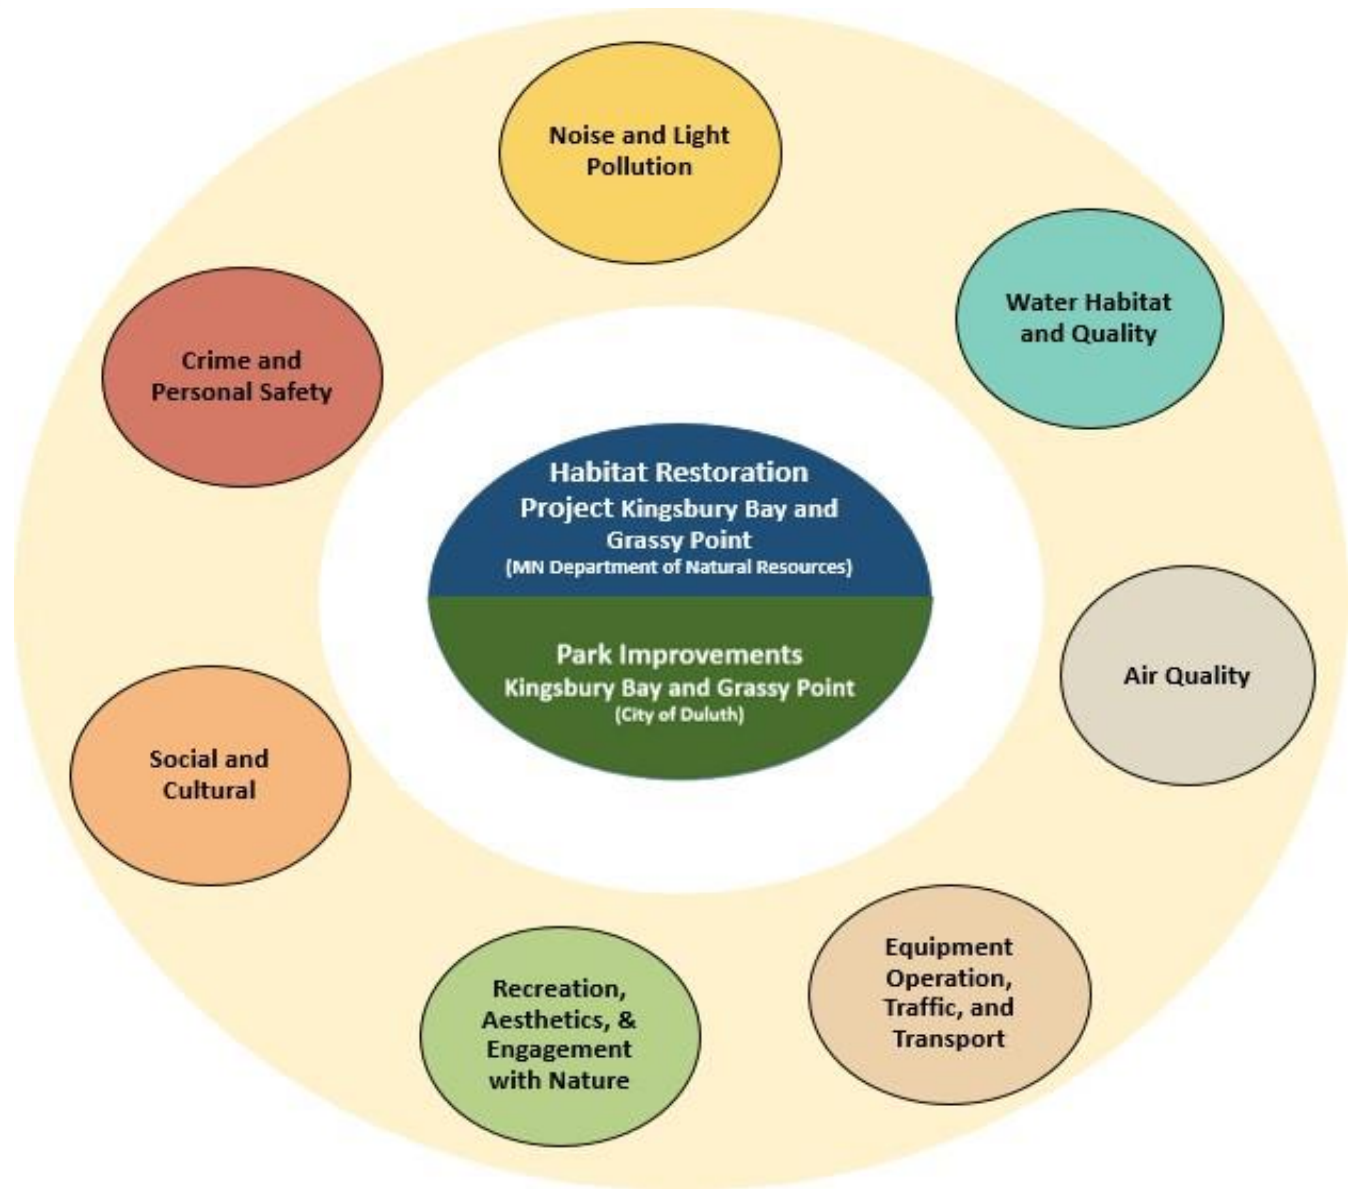 Noise and Light
Pollution
Water Habitat
and Quality
Crime and
Personal Safety
Habitat Restoration
Project Kingsbury Bay and
Grassy Point
(MN Department of Natural Resources)
Park Improvements
Kingsbury Bay and Grassy Point
(City of Duluth)
Air Quality
Social and
Cultural
Equipment
Operation,
Traffic, and
Transport
Recreation,
Aesthetics, &
Engagement
with Nature